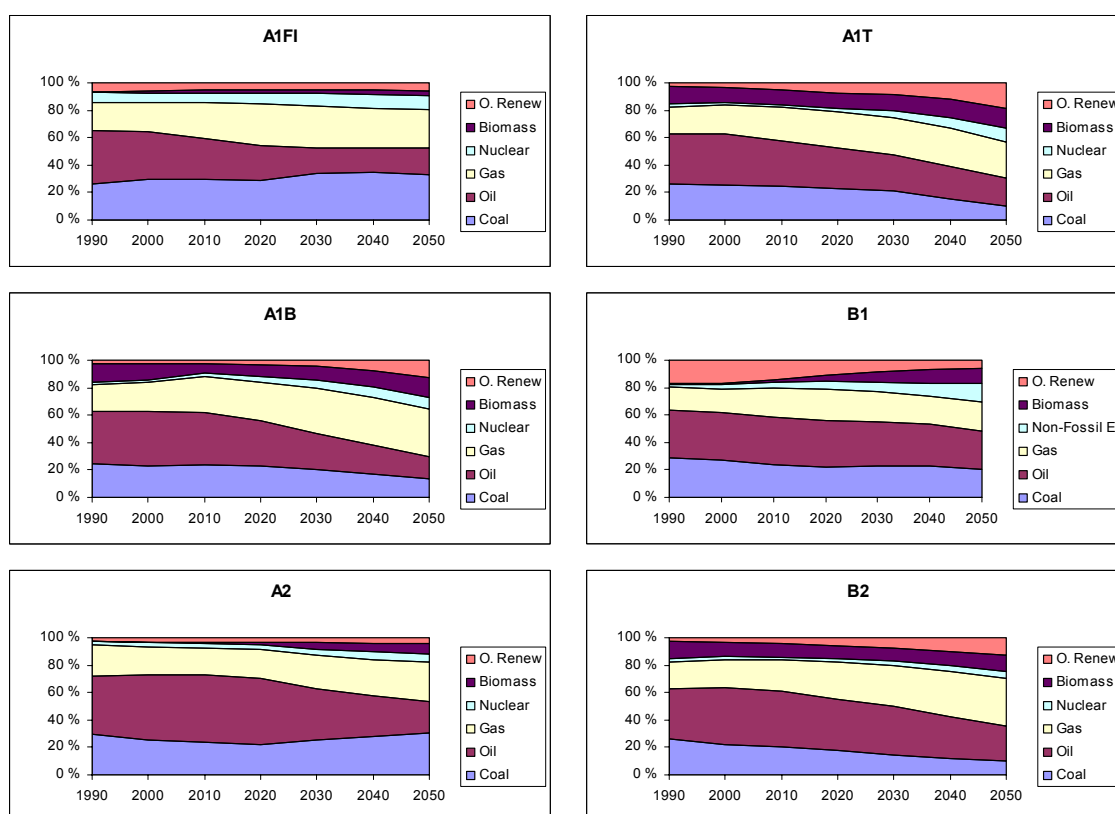 A1FI
100 %
80 %
60 %
40 %
20 %
0 %
1990 2000 2010 2020 2030 2040 2050
O. Renew
Biomass
Nuclear
Gas
Oil
Coal
A1T
100 %
80 %
60 %
40 %
20 %
0 %
1990 2000 2010 2020 2030 2040 2050
O. Renew
Biomass
Nuclear
Gas
Oil
Coal
A1B
100 %
80 %
60 %
40 %
20 %
0 %
1990 2000 2010 2020 2030 2040 2050
O. Renew
Biomass
Nuclear
Gas
Oil
Coal
B1
100 %
80 %
60 %
40 %
20 %
0 %
1990 2000 2010 2020 2030 2040 2050
O. Renew
Biomass
Non-Fossil E
Gas
Oil
Coal
A2
100 %
80 %
60 %
40 %
20 %
0 %
1990 2000 2010 2020 2030 2040 2050
O. Renew
Biomass
Nuclear
Gas
Oil
Coal
B2
100 %
80 %
60 %
40 %
20 %
0 %
1990 2000 2010 2020 2030 2040 2050
O. Renew
Biomass
Nuclear
Gas
Oil
Coal